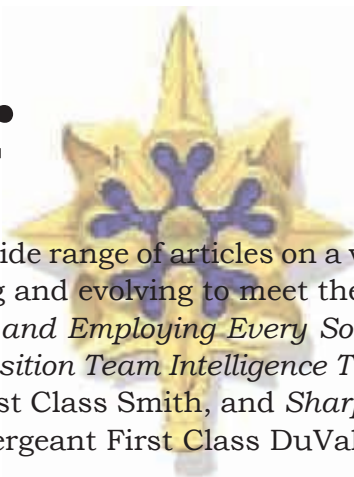 ide range of articles on a v
g and evolving to meet the
and Employing Every So
sition Team Intelligence T
st Class Smith, and Sharp
ergeant First Class DuVal